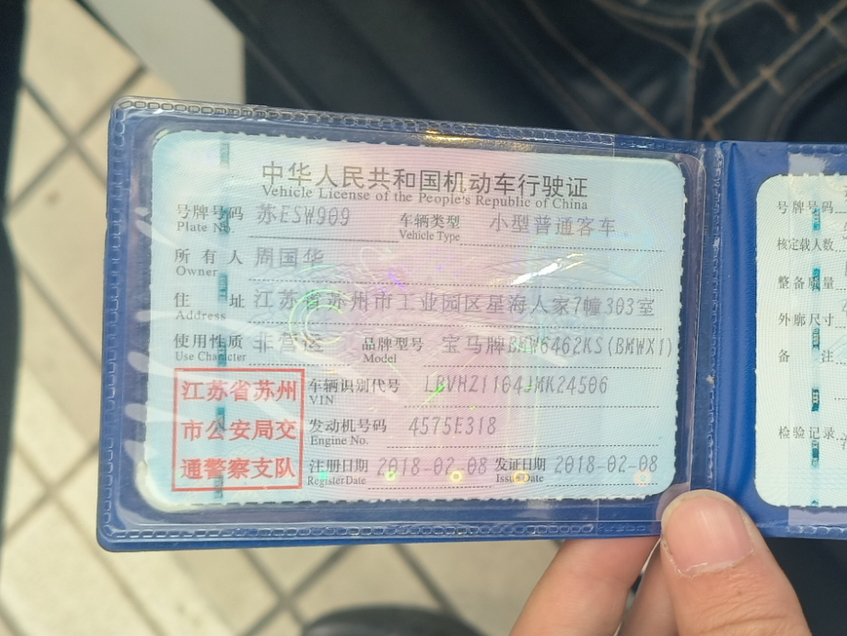 中华人民共和国机动车行驶证
Vehicle License of the People's Republic of China
号牌号码 苏ESW909 车辆类型 小型普通客车
Plate No. Vehicle Type
所有人 周国华
Owner
住址 江苏省苏州市工业园区星海人家7幢303室
Address
使用性质 非营运 品牌型号 宝马牌BMW6462KS(BMWX1)
Use Character Model
江苏省苏州
市公安局交
通警察支队
车辆识别代号 LBVHZ1104JMK24506
VIN
发动机号码 4575E318
Engine No.
注册日期 2018-02-08 发证日期 2018-02-08
Register Date Issue Date
号牌号码
核定载人数
整备质量
外廓尺寸
备注
检验记录